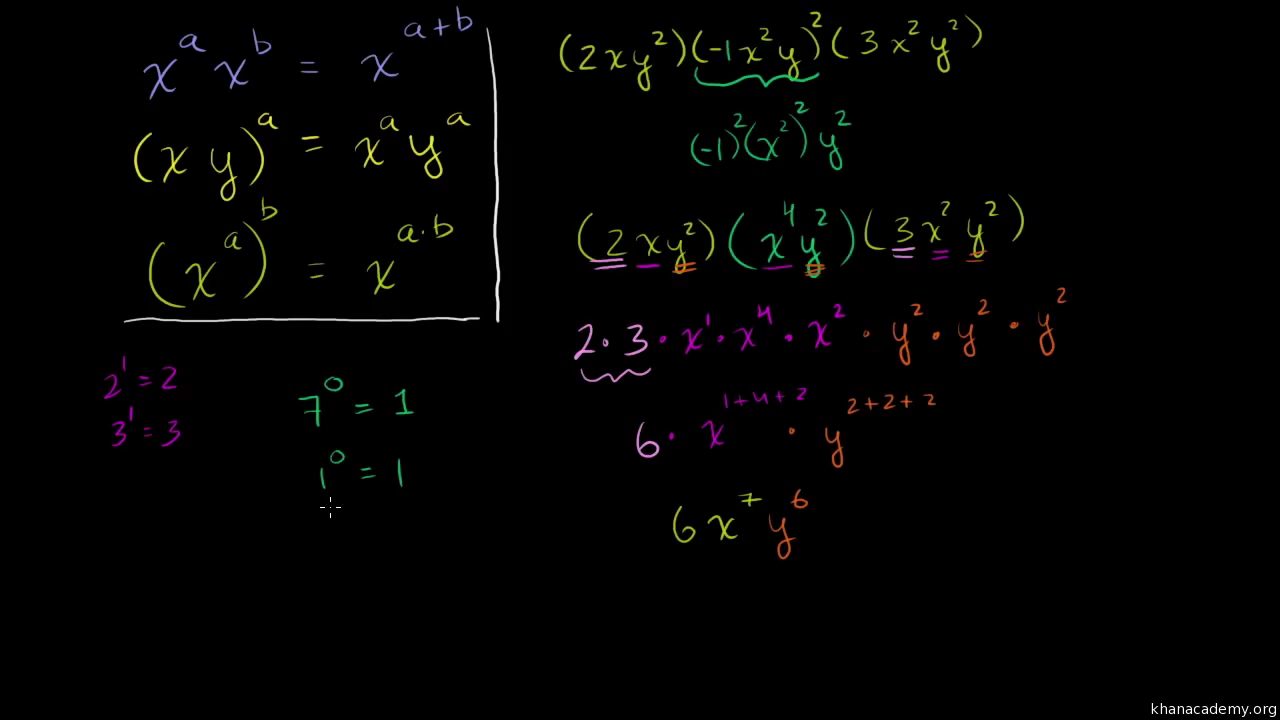 x^a x^b = x^{a+b}
(xy)^a = x^a y^a
(x^a)^b = x^{a·b}
2^1 = 2
3^1 = 3
7^0 = 1
1^0 = 1
(2xy^2)(-1x^2y)^2(3x^2y^2)
(-1)^2(x^2)^2 y^2
(2xy^2)(x^4y^2)(3x^2y^2)
2·3·x^1·x^4·x^2·y^2·y^2·y^2
6·x^{1+4+2}·y^{2+2+2}
6x^7y^6
khanacademy.org